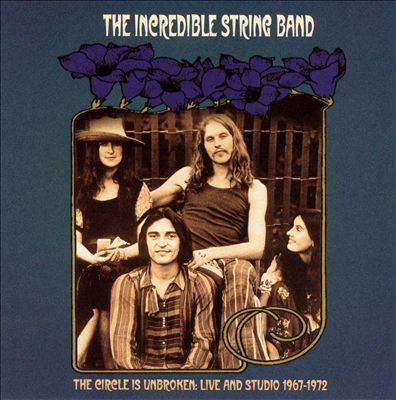 THE INCREDIBLE STRING BAND
THE CIRCLE IS UNBROKEN: LIVE AND STUDIO 1967-1972